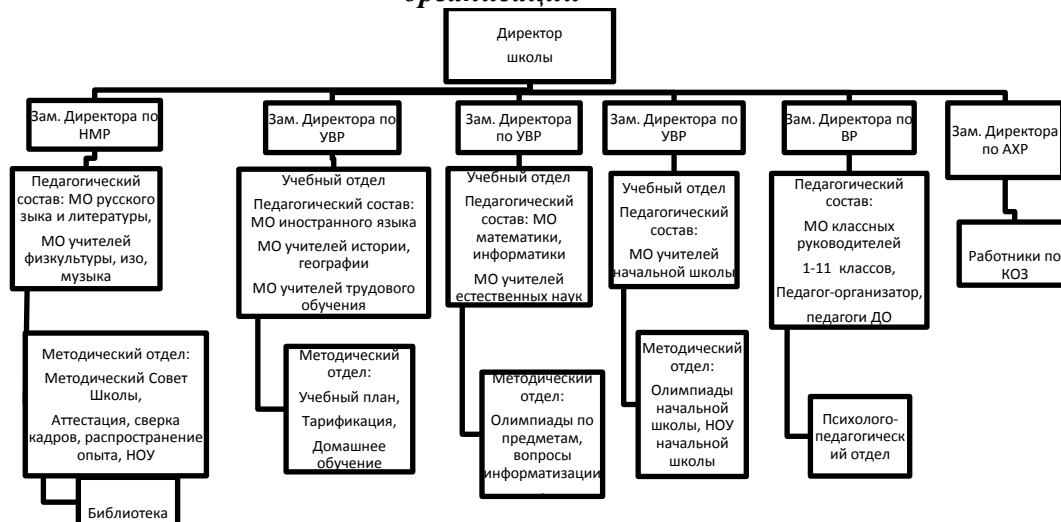 организации
Директор
школы
Зам. Директора по
НМР
Зам. Директора по
УВР
Зам. Директора
по УВР
Зам. Директора по
УВР
Зам. Директора по
ВР
Зам. Директора
по АХР
Педагогический
состав: МО русского
зыка и литературы,
МО учителей
физкультуры, изо,
музыка
Учебный отдел
Педагогический состав:
МО иностранного языка
МО учителей истории,
географии
МО учителей трудового
обучения
Учебный отдел
Педагогический
состав: МО
математики,
информатики
МО учителей
естественных наук
Учебный отдел
Педагогический
состав:
МО учителей
начальной школы
Педагогический
состав:
МО классных
руководителей
1-11 классов,
Педагог-организатор,
педагоги ДО
Работники по
КОЗ
Методический отдел:
Методический Совет
Школы,
Аттестация, сверка
кадров, распространение
опыта, НОУ
Методический
отдел:
Учебный план,
Тарификация,
Домашнее
обучение
Методический
отдел:
Олимпиады по
предметам,
вопросы
информатизации
Методический
отдел:
Олимпиады
начальной
школы, НОУ
начальной
школы
Психолого-
педагогическ
ий отдел
Библиотека